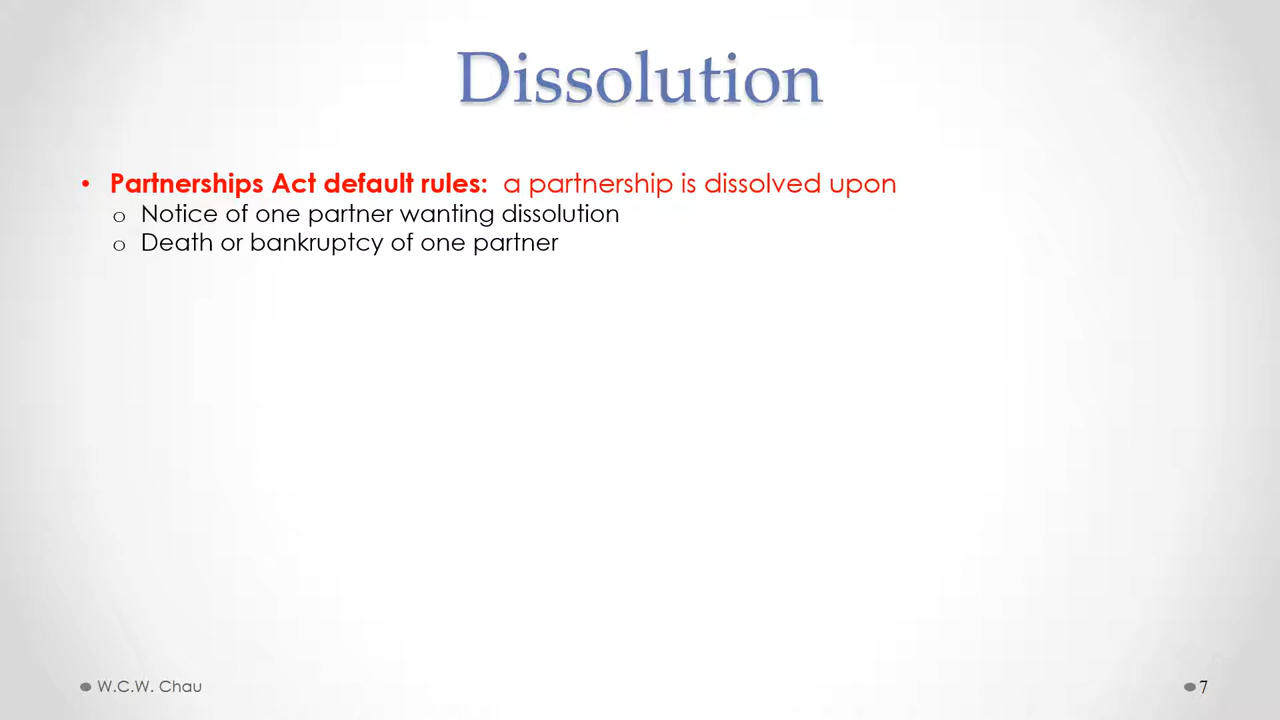 Dissolution
• Partnerships Act default rules: a partnership is dissolved upon
o Notice of one partner wanting dissolution
o Death or bankruptcy of one partner
W.C.W. Chau
7